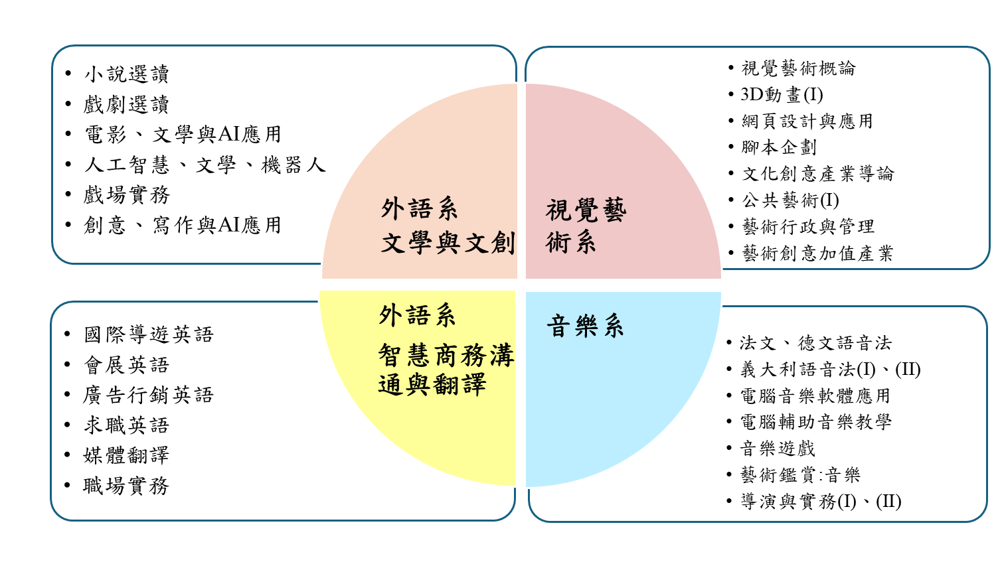 小說選讀
戲劇選讀
電影、文學與AI應用
人工智慧、文學、機器人
戲場實務
創意、寫作與AI應用
外語系
文學與文創
視覺藝
術系
視覺藝術概論
3D動畫(I)
網頁設計與應用
腳本企劃
文化創意產業導論
公共藝術(I)
藝術行政與管理
藝術創意加值產業
國際導遊英語
會展英語
廣告行銷英語
求職英語
媒體翻譯
職場實務
外語系
智慧商務溝
通與翻譯
音樂系
法文、德文語音法
義大利語音法(I)、(II)
電腦音樂軟體應用
電腦輔助音樂教學
音樂遊戲
藝術鑑賞:音樂
導演與實務(I)、(II)